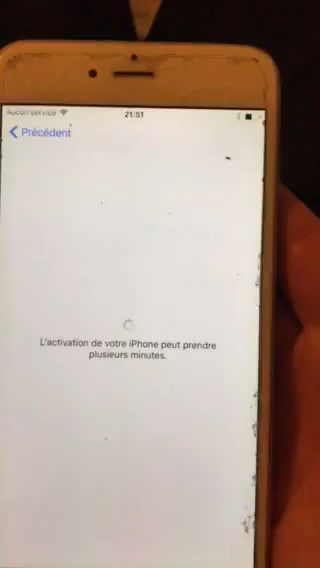 Aucun service
21:51
Précédent
L'activation de votre iPhone peut prendre
plusieurs minutes.